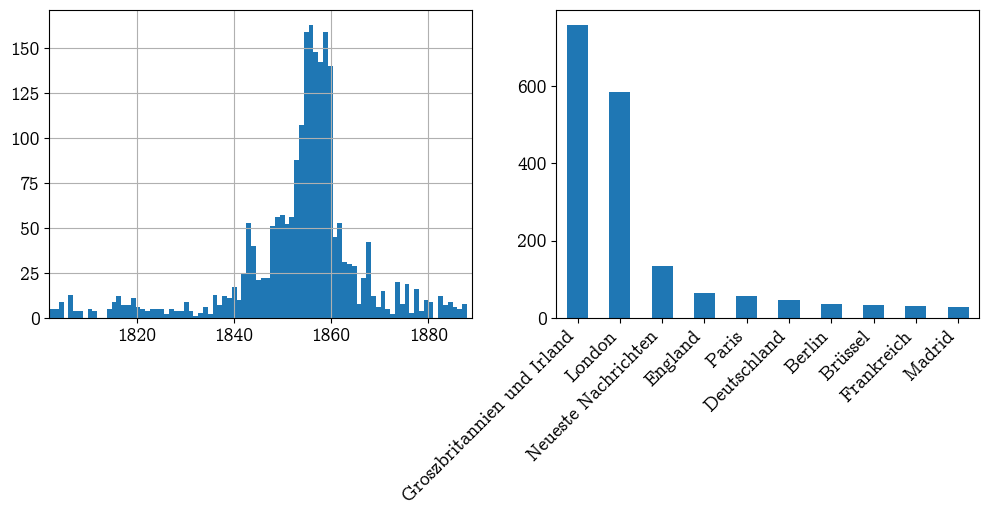 150
125
100
75
50
25
0
1820 1840 1860 1880
600
400
200
0
Groszbritannien und Irland
London
Neueste Nachrichten
England
Paris
Deutschland
Berlin
Brüssel
Frankreich
Madrid